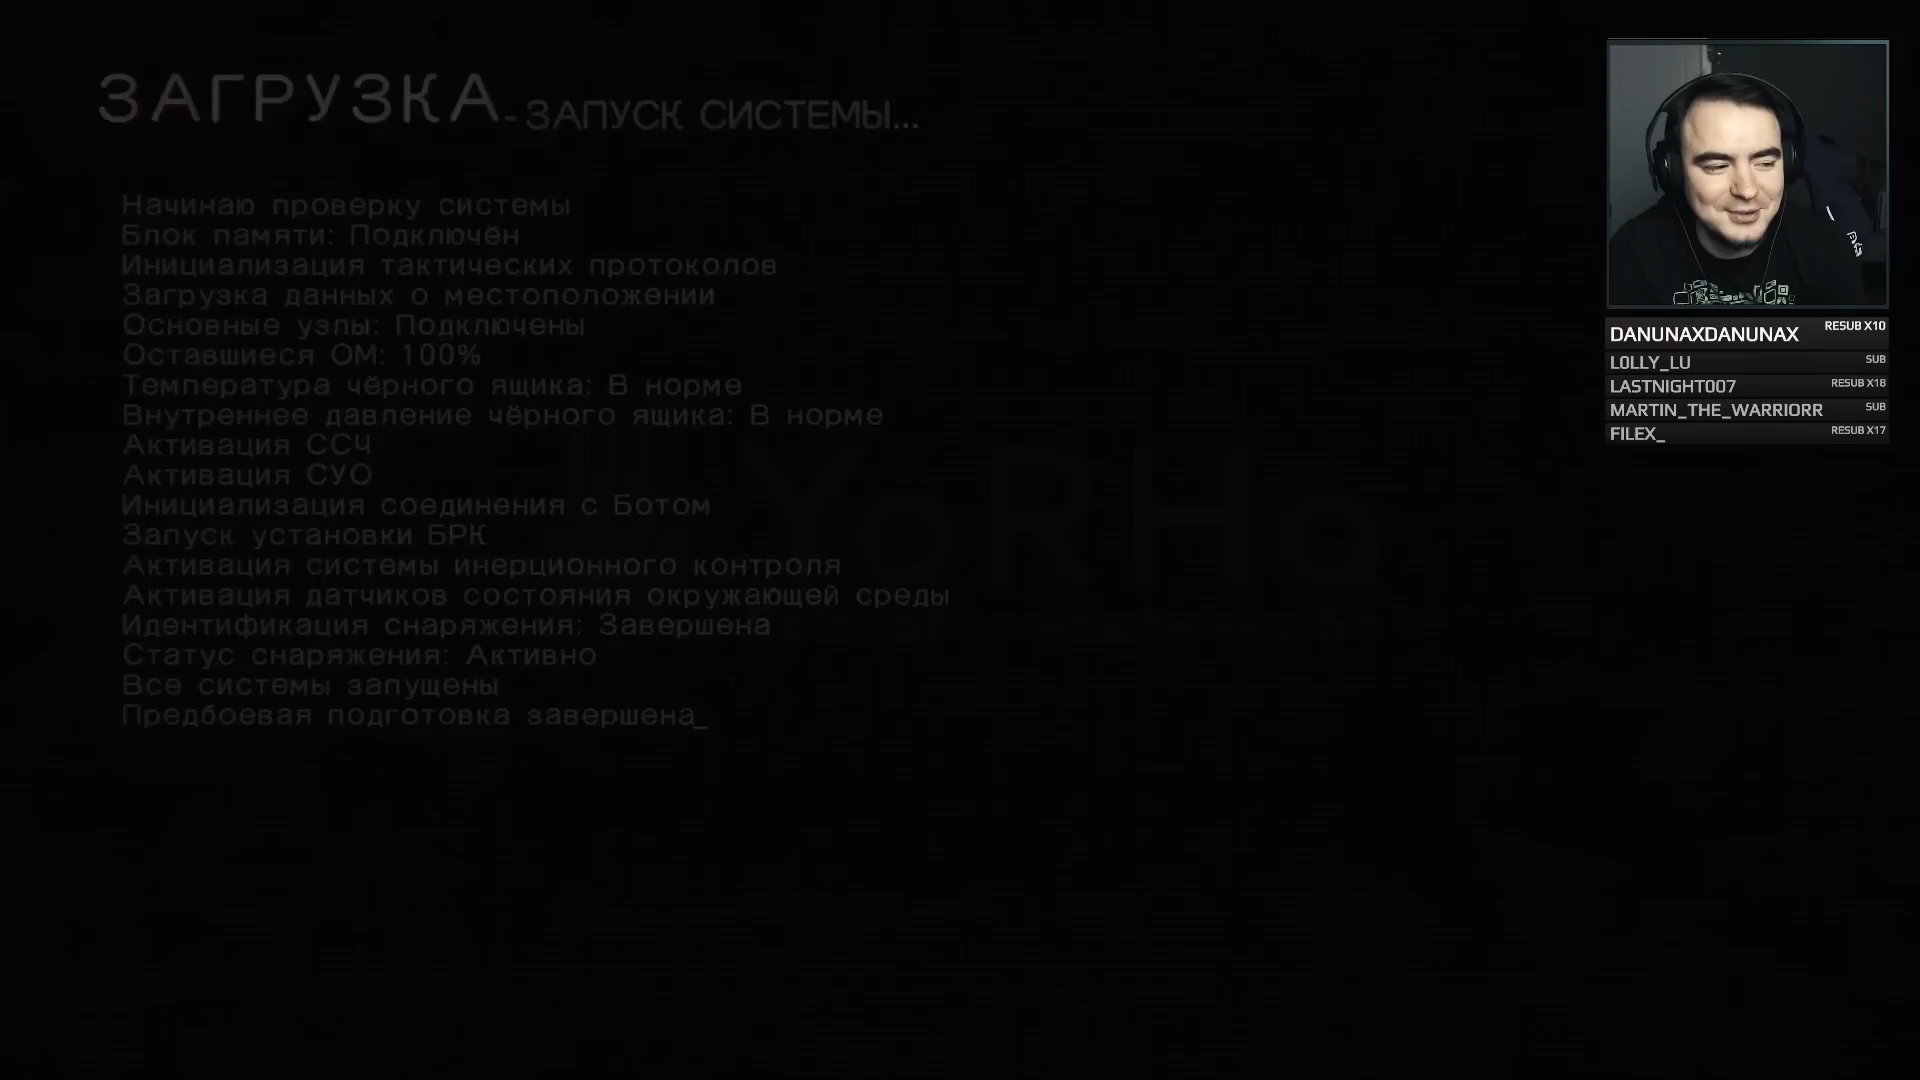 ЗАГРУЗКА - ЗАПУСК СИСТЕМЫ...
Начинаю проверку системы
Блок памяти: Подключён
Инициализация тактических протоколов
Загрузка данных о местоположении
Основные узлы: Подключены
Оставшиеся ОМ: 100%
Температура чёрного ящика: В норме
Внутреннее давление чёрного ящика: В норме
Активация ССЧ
Активация СУО
Инициализация соединения с Ботом
Запуск установки БРК
Активация системы инерционного контроля
Активация датчиков состояния окружающей среды
Идентификация снаряжения: Завершена
Статус снаряжения: Активно
Все системы запущены
Предбоевая подготовка завершена_
YoRHa
DANUNAXDANUNAX RESUB X10
L0LLY_LU SUB
LASTNIGHT007 RESUB X18
MARTIN_THE_WARRIORR SUB
FILEX_ RESUB X17